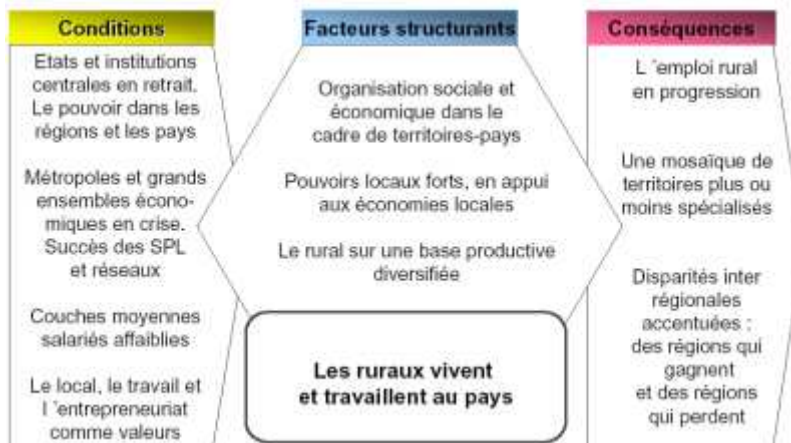 Conditions
Etats et institutions
centrales en retrait.
Le pouvoir dans les
régions et les pays
Métropoles et grands
ensembles écono-
miques en crise.
Succès des SPL
et réseaux
Couches moyennes
salariés affaiblies
Le local, le travail et
l 'entrepreneuriat
comme valeurs
Facteurs structurants
Organisation sociale et
économique dans le
cadre de territoires-pays
Pouvoirs locaux forts, en appui
aux économies locales
Le rural sur une base productive
diversifiée
Les ruraux vivent
et travaillent au pays
Conséquences
L 'emploi rural
en progression
Une mosaïque de
territoires plus ou
moins spécialisés
Disparités inter
régionales
accentuées :
des régions qui
gagnent
et des régions
qui perdent